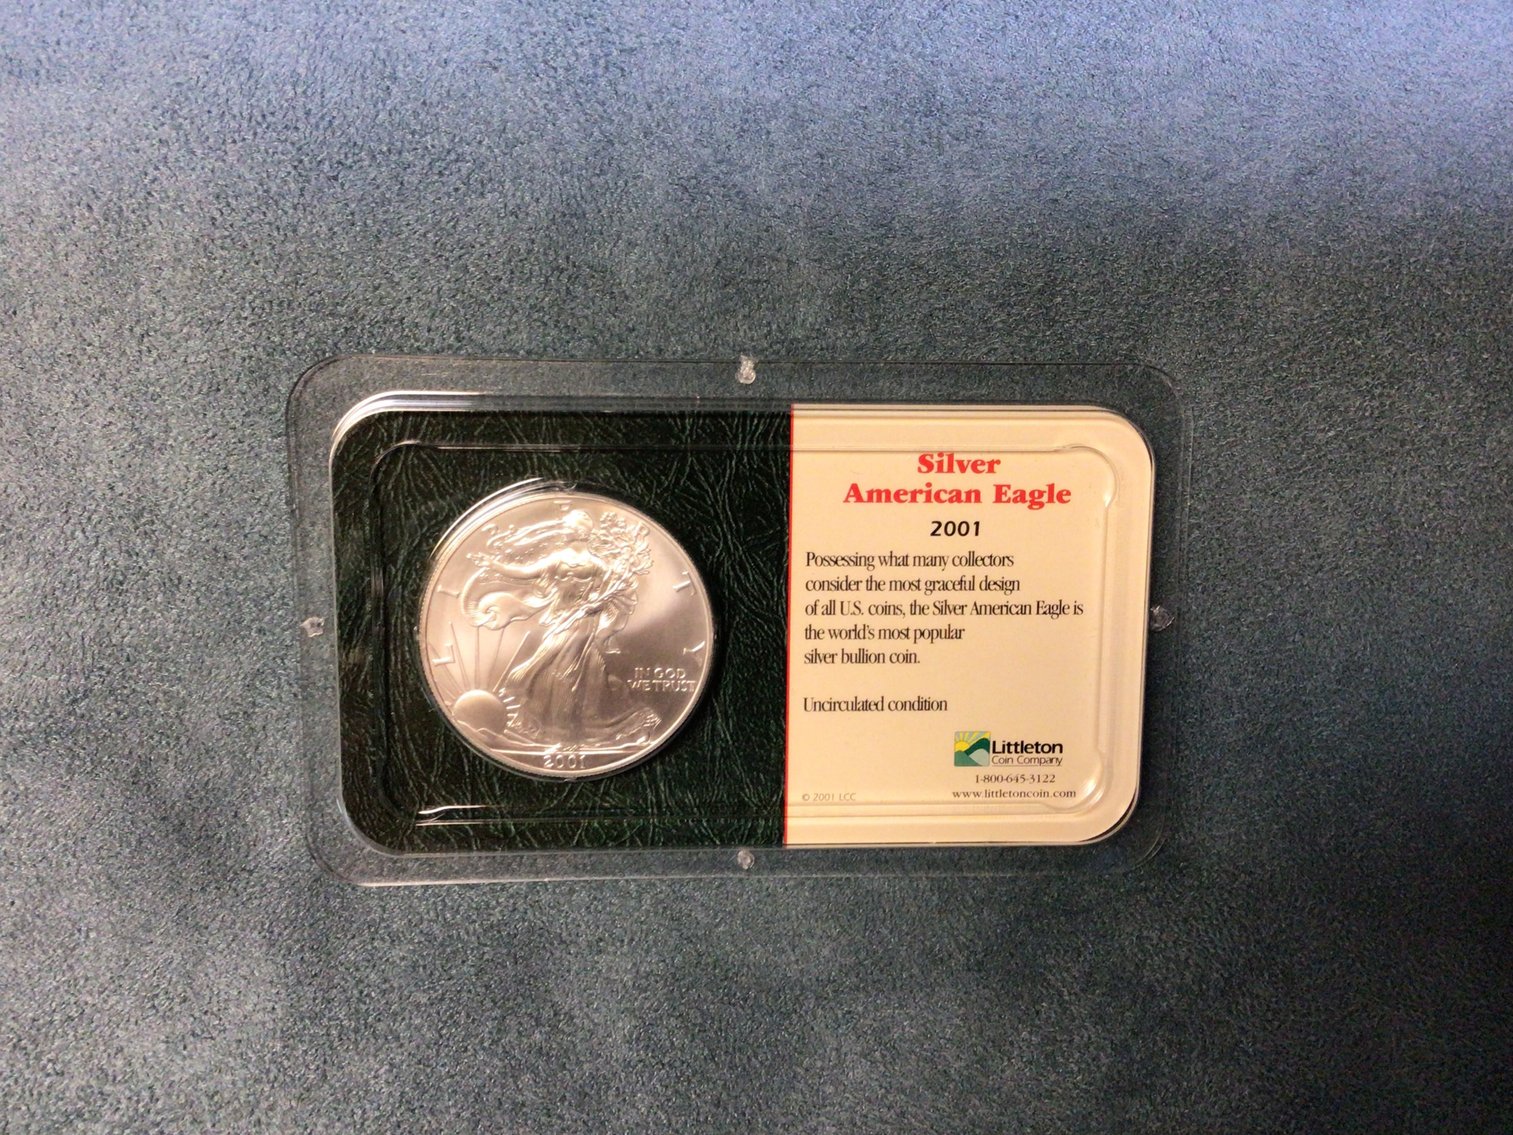 LIBERTY
IN GOD
WE TRUST
2001
Silver
American Eagle
2001
Possessing what many collectors
consider the most graceful design
of all U.S. coins, the Silver American Eagle is
the world's most popular
silver bullion coin.
Uncirculated condition
Littleton
Coin Company
1-800-645-3122
www.littletoncoin.com
© 2001 LCC